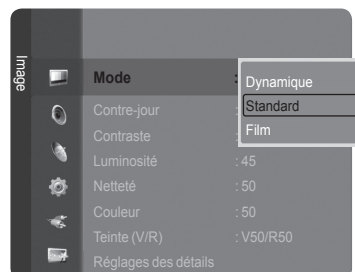 Image
Mode : Dynamique
Standard
Film
Contre-jour :
Contraste :
Luminosité : 45
Netteté : 50
Couleur : 50
Teinte (V/R) : V50/R50
Réglages des détails